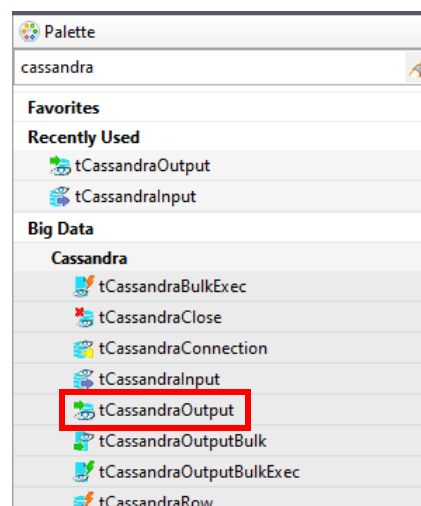 Palette
cassandra
Favorites
Recently Used
tCassandraOutput
tCassandraInput
Big Data
Cassandra
tCassandraBulkExec
tCassandraClose
tCassandraConnection
tCassandraInput
tCassandraOutput
tCassandraOutputBulk
tCassandraOutputBulkExec
tCassandraRow